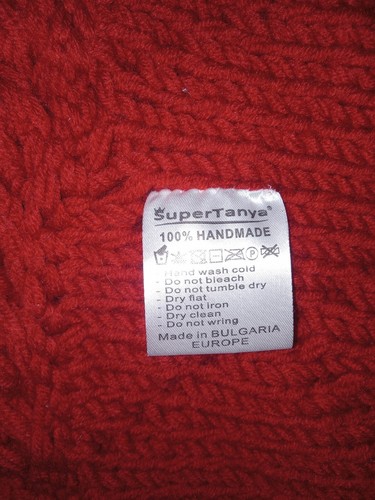 SuperTanya®
100% HANDMADE
P
- Hand wash cold
- Do not bleach
- Do not tumble dry
- Dry flat
- Do not iron
- Dry clean
- Do not wring
Made in BULGARIA
EUROPE